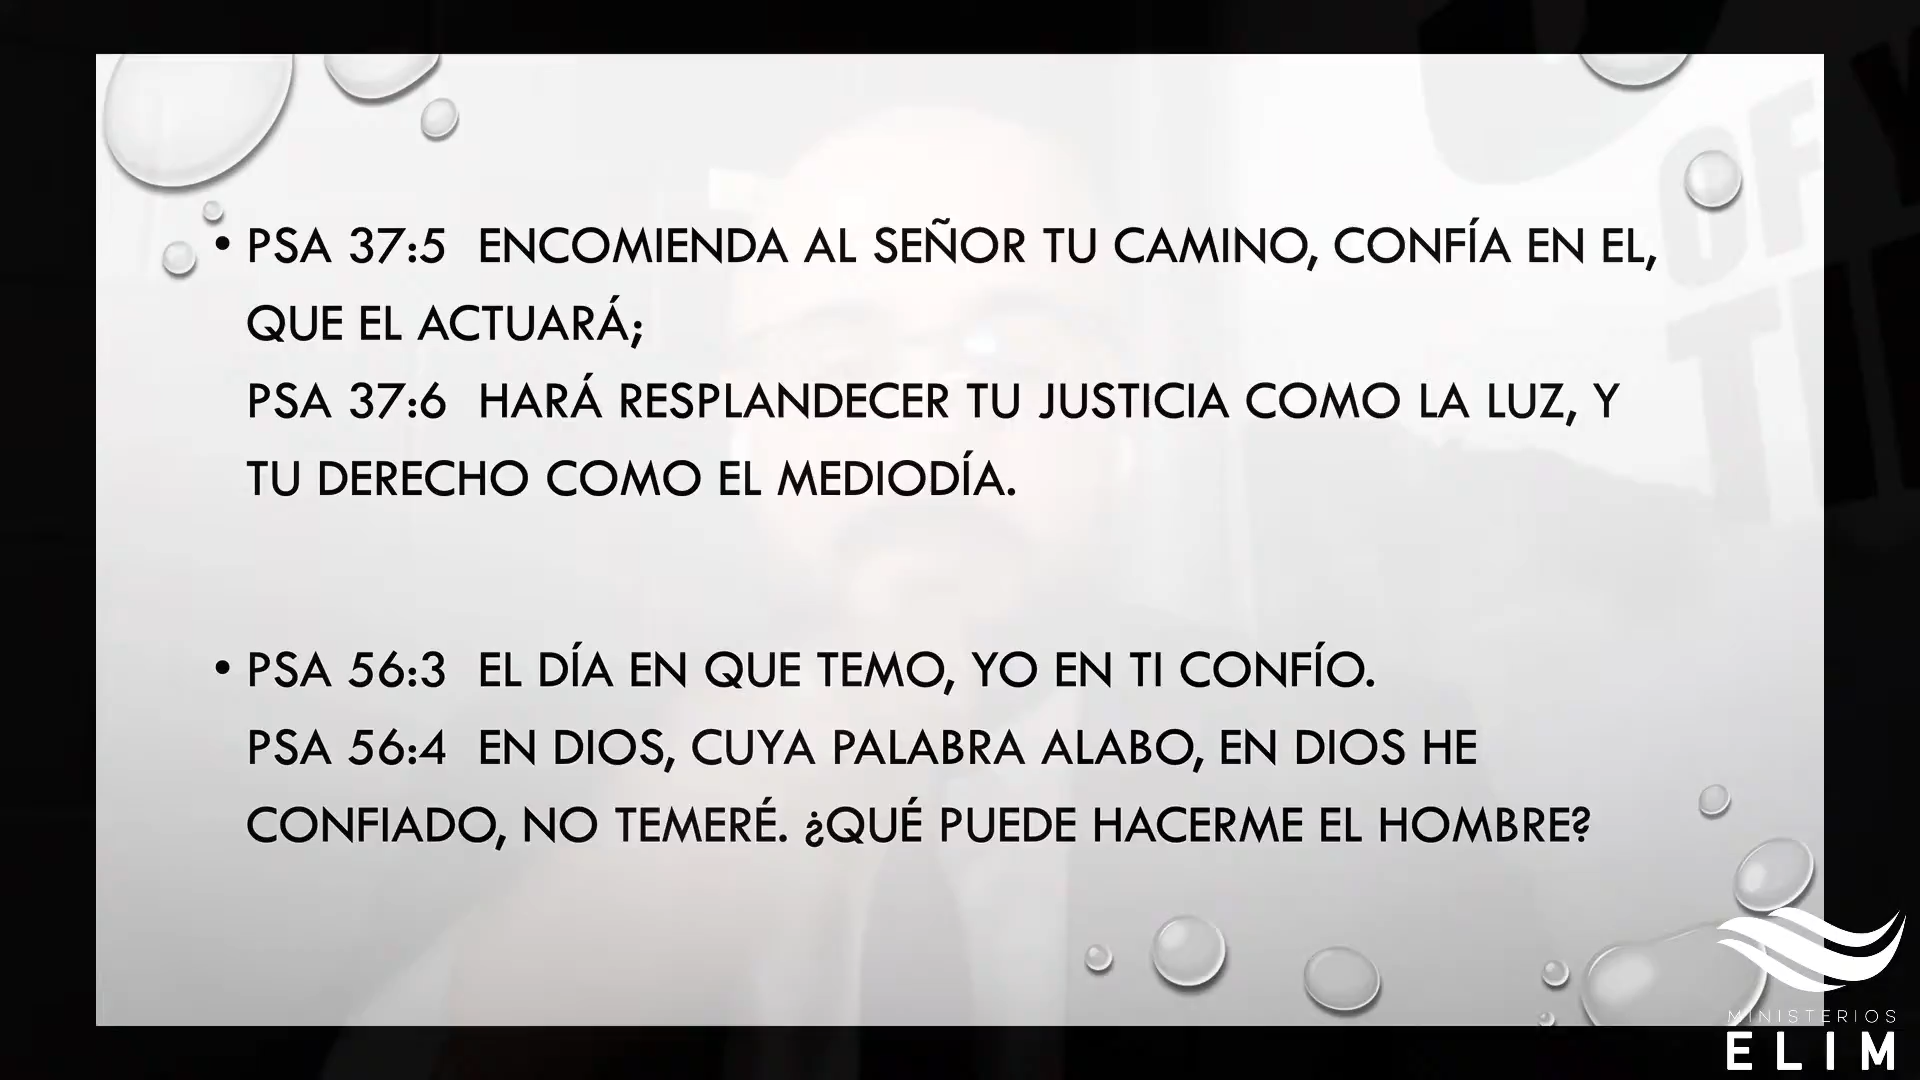 • PSA 37:5 ENCOMIENDA AL SEÑOR TU CAMINO, CONFÍA EN EL,
QUE EL ACTUARÁ;
PSA 37:6 HARÁ RESPLANDECER TU JUSTICIA COMO LA LUZ, Y
TU DERECHO COMO EL MEDIODÍA.
• PSA 56:3 EL DÍA EN QUE TEMO, YO EN TI CONFÍO.
PSA 56:4 EN DIOS, CUYA PALABRA ALABO, EN DIOS HE
CONFIADO, NO TEMERÉ. ¿QUÉ PUEDE HACERME EL HOMBRE?
OF
MINISTERIOS
ELIM